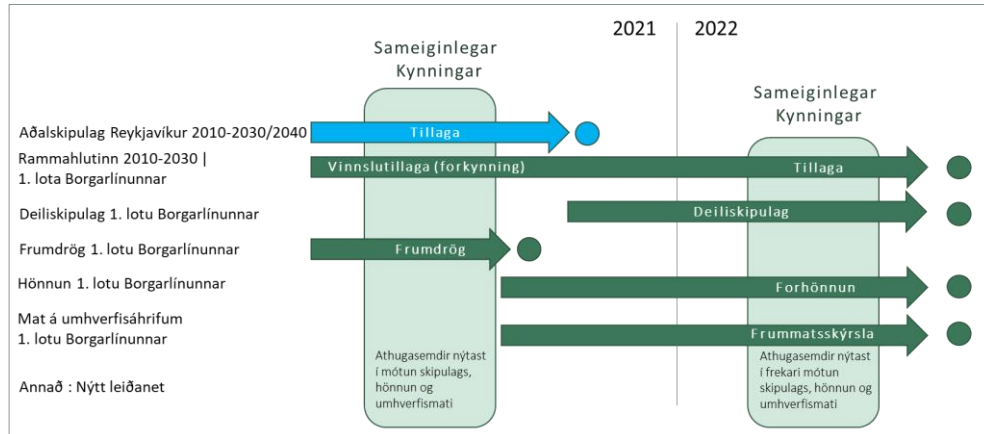 2021
2022
Sameiginlegar
Kynningar
Sameiginlegar
Kynningar
Aðalskipulag Reykjavíkur 2010-2030/2040
Tillaga
Rammahlutinn 2010-2030 |
1. lota Borgarlínunnar
Vinnslutillaga (forkynning)
Tillaga
Deiliskipulag 1. lotu Borgarlínunnar
Deiliskipulag
Frumdrög 1. lotu Borgarlínunnar
Frumdrög
Hönnun 1. lotu Borgarlínunnar
Forhönnun
Mat á umhverfisáhrifum
1. lotu Borgarlínunnar
Frummatsskýrsla
Annað : Nýtt leiðanet
Athugasemdir nýtast
í mótun skipulags,
hönnun og
umhverfismati
Athugasemdir nýtast
í frekari mótun
skipulags, hönnun og
umhverfismati